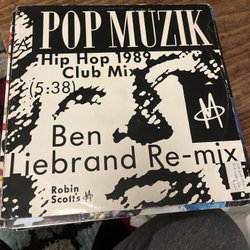 POP MUZIK
Hip Hop 1989
Club Mix
(5:38)
Ben
Liebrand Re-mix
Robin
Scott's M
M